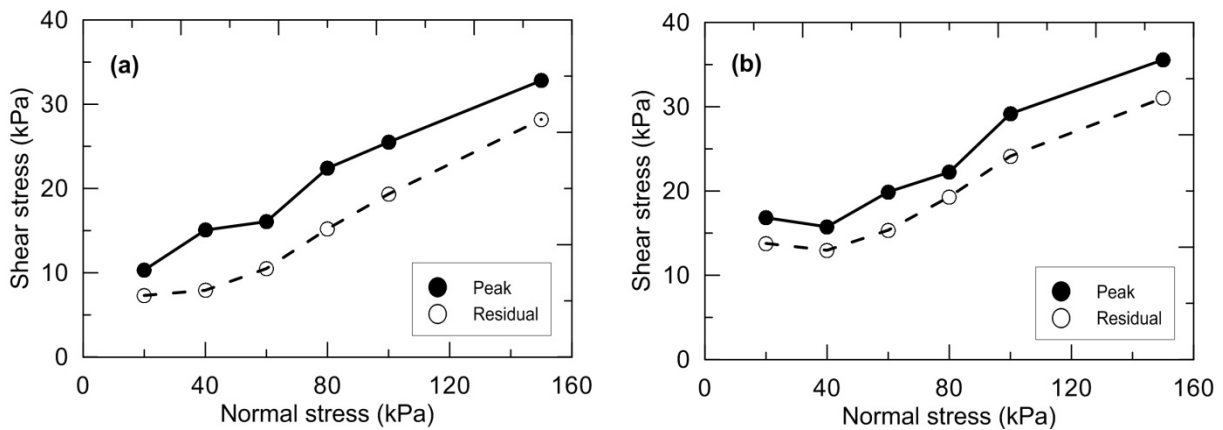 (a)
Shear stress (kPa)
40
30
20
10
0
Peak
Residual
0 40 80 120 160
Normal stress (kPa)
(b)
Shear stress (kPa)
40
30
20
10
0
Peak
Residual
0 40 80 120 160
Normal stress (kPa)